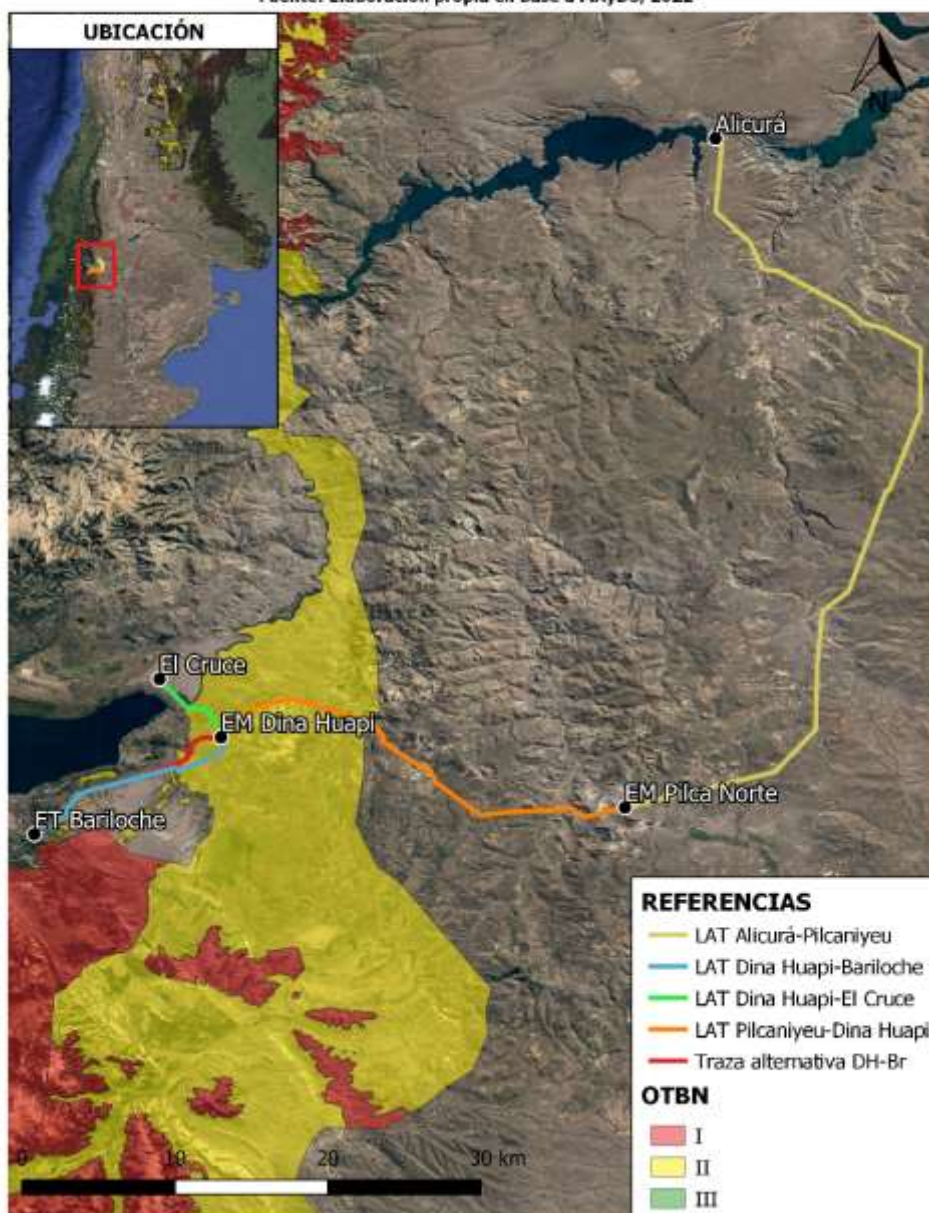 UBICACIÓN
N
Alicurá
El Cruce
EM Dina Huapi
EM Pilca Norte
ET Bariloche
REFERENCIAS
LAT Alicurá-Pilcaniyeu
LAT Dina Huapi-Bariloche
LAT Dina Huapi-El Cruce
LAT Pilcaniyeu-Dina Huapi
Traza alternativa DH-Br
OTBN
I
II
III
0 10 20 30 km